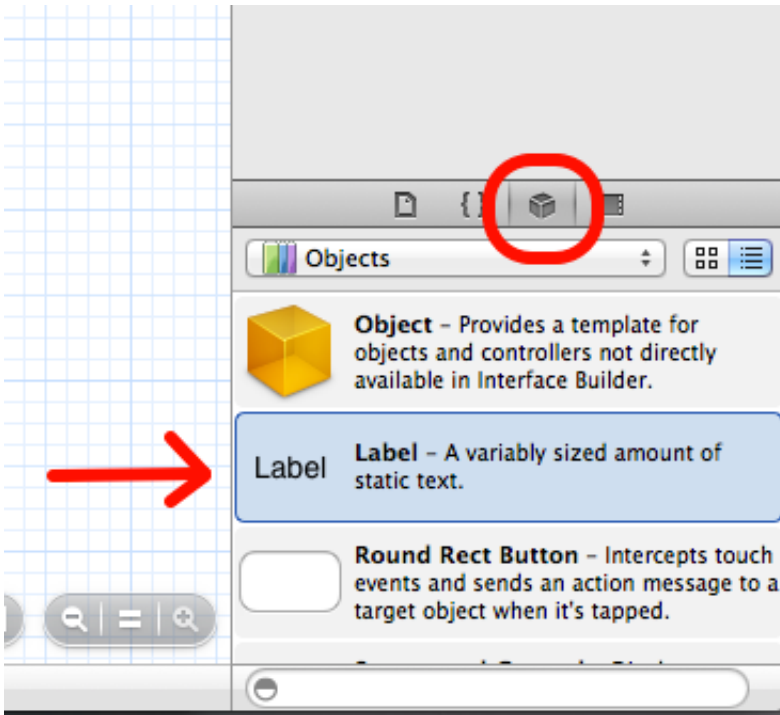 { }
Objects
Object – Provides a template for
objects and controllers not directly
available in Interface Builder.
Label
Label – A variably sized amount of
static text.
Round Rect Button – Intercepts touch
events and sends an action message to a
target object when it's tapped.